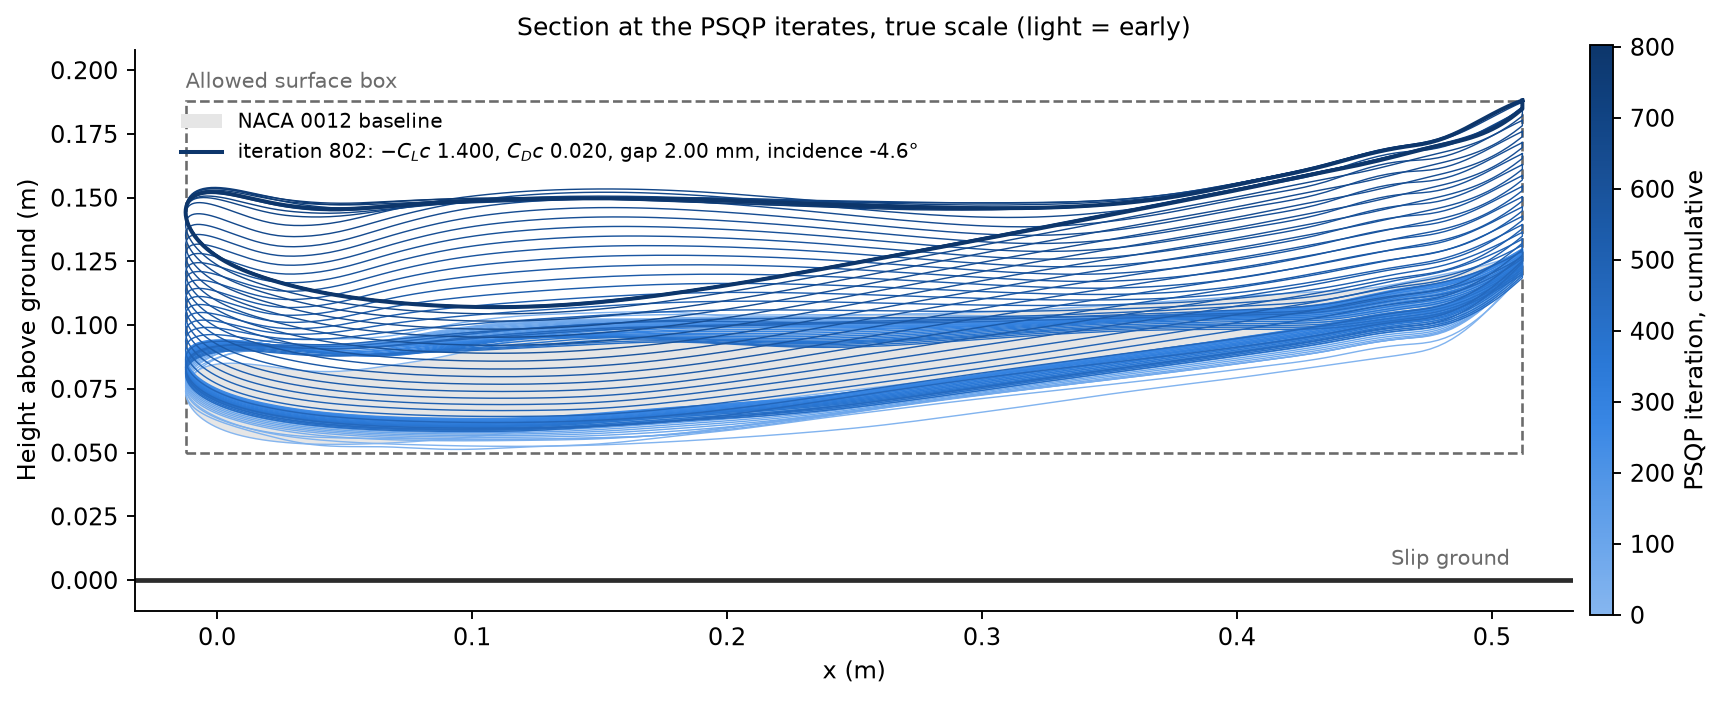 Section at the PSQP iterates, true scale (light = early)
Allowed surface box
NACA 0012 baseline
iteration 802: −C_L c 1.400, C_D c 0.020, gap 2.00 mm, incidence -4.6°
Slip ground
Height above ground (m)
0.200
0.175
0.150
0.125
0.100
0.075
0.050
0.025
0.000
0.0 0.1 0.2 0.3 0.4 0.5
x (m)
800
700
600
500
400
300
200
100
0
PSQP iteration, cumulative